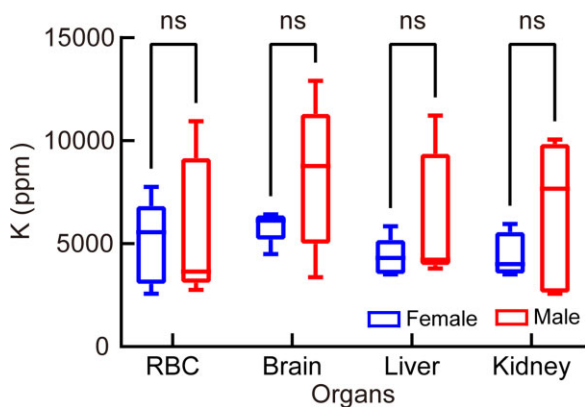 ns ns ns ns
15000
10000
5000
0
K (ppm)
Female Male
RBC Brain Liver Kidney
Organs